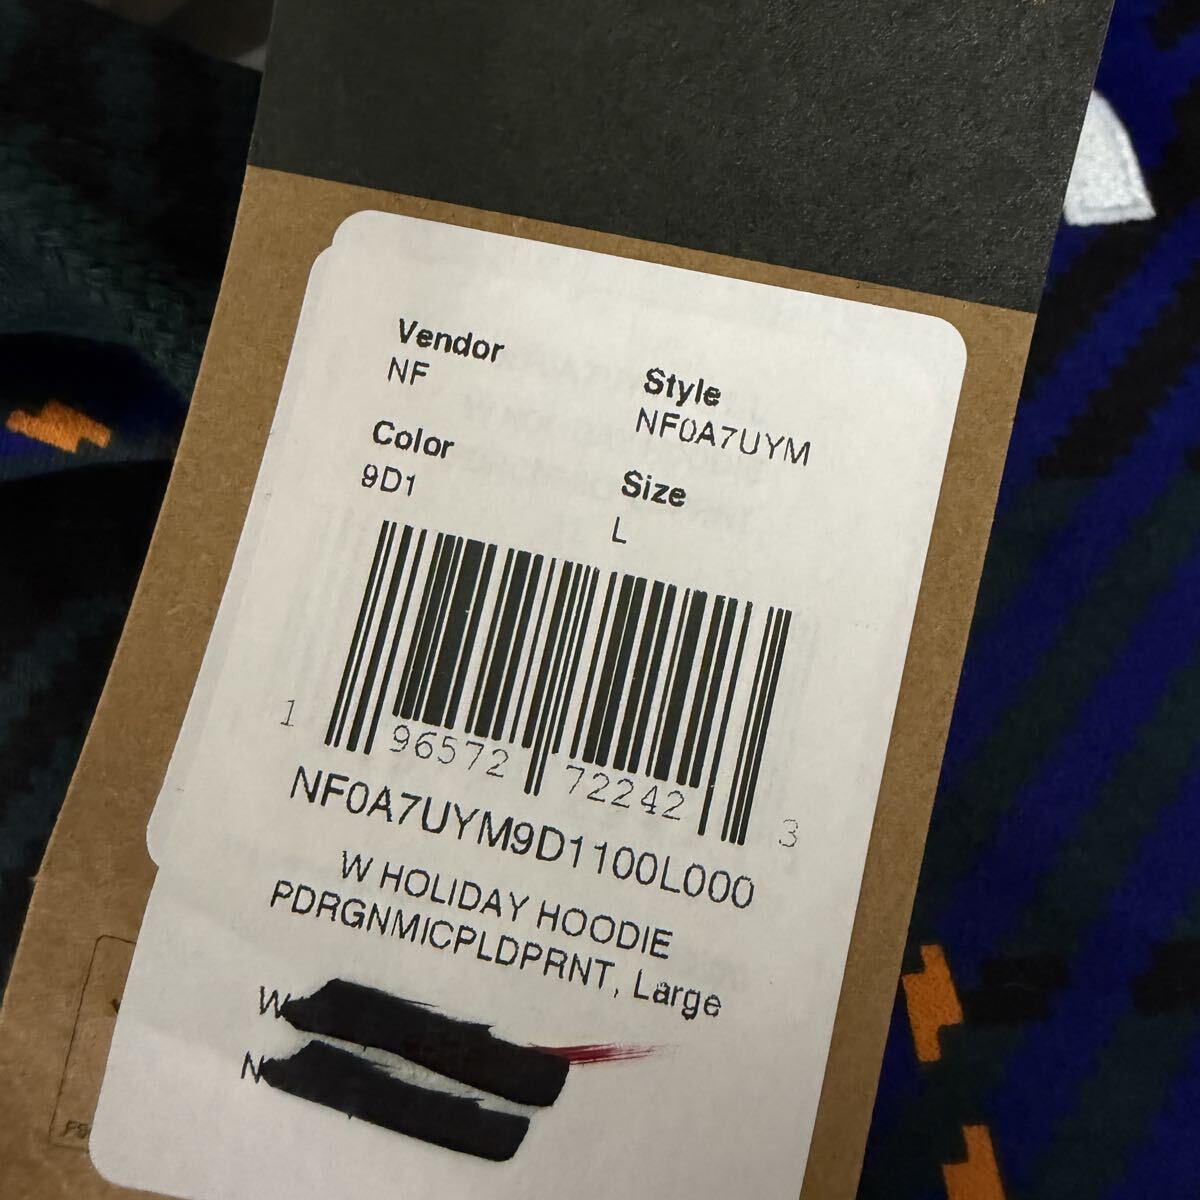 Vendor
NF
Style
NF0A7UYM
Color
9D1
Size
L
1 96572 72242 3
NF0A7UYM9D1100L000
W HOLIDAY HOODIE
PDRGNMICPLDPRNT, Large
W
N